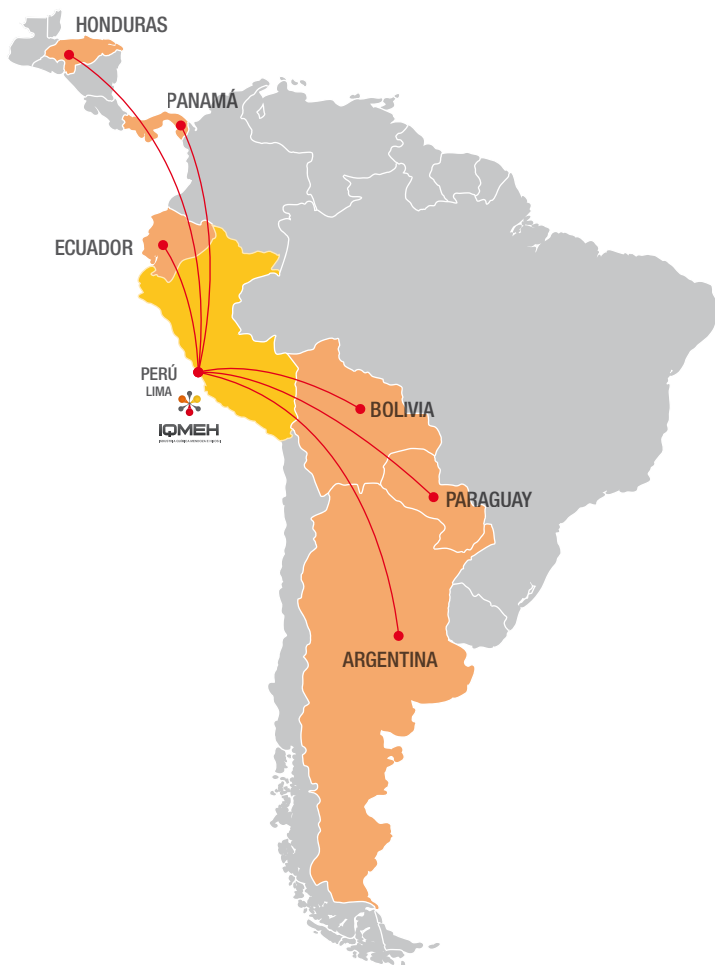 HONDURAS
PANAMÁ
ECUADOR
PERÚ
LIMA
IQMEH
BOLIVIA
PARAGUAY
ARGENTINA